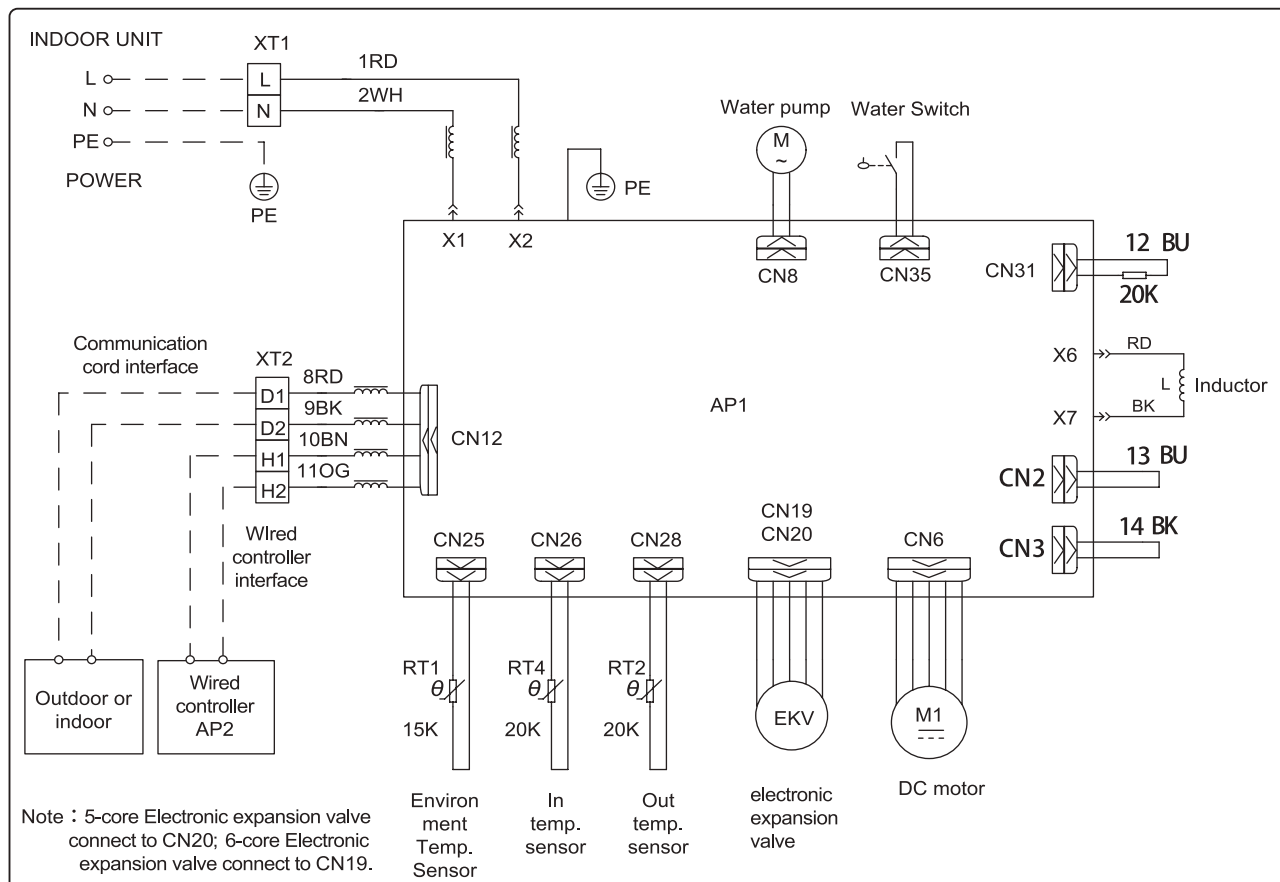 INDOOR UNIT
XT1
L
L
1RD
N
N
2WH
PE
POWER
PE
PE
Water pump
M
~
Water Switch
X1
X2
CN8
CN35
CN31
12 BU
20K
Communication
cord interface
XT2
D1
8RD
D2
9BK
H1
10BN
H2
11OG
CN12
AP1
X6
RD
L
Inductor
X7
BK
CN2
13 BU
CN3
14 BK
WIred
controller
interface
CN25
CN26
CN28
CN19
CN20
CN6
Outdoor or
indoor
Wired
controller
AP2
RT1
θ
15K
RT4
θ
20K
RT2
θ
20K
EKV
M1
Environ
ment
Temp.
Sensor
In
temp.
sensor
Out
temp.
sensor
electronic
expansion
valve
DC motor
Note：5-core Electronic expansion valve
connect to CN20; 6-core Electronic
expansion valve connect to CN19.